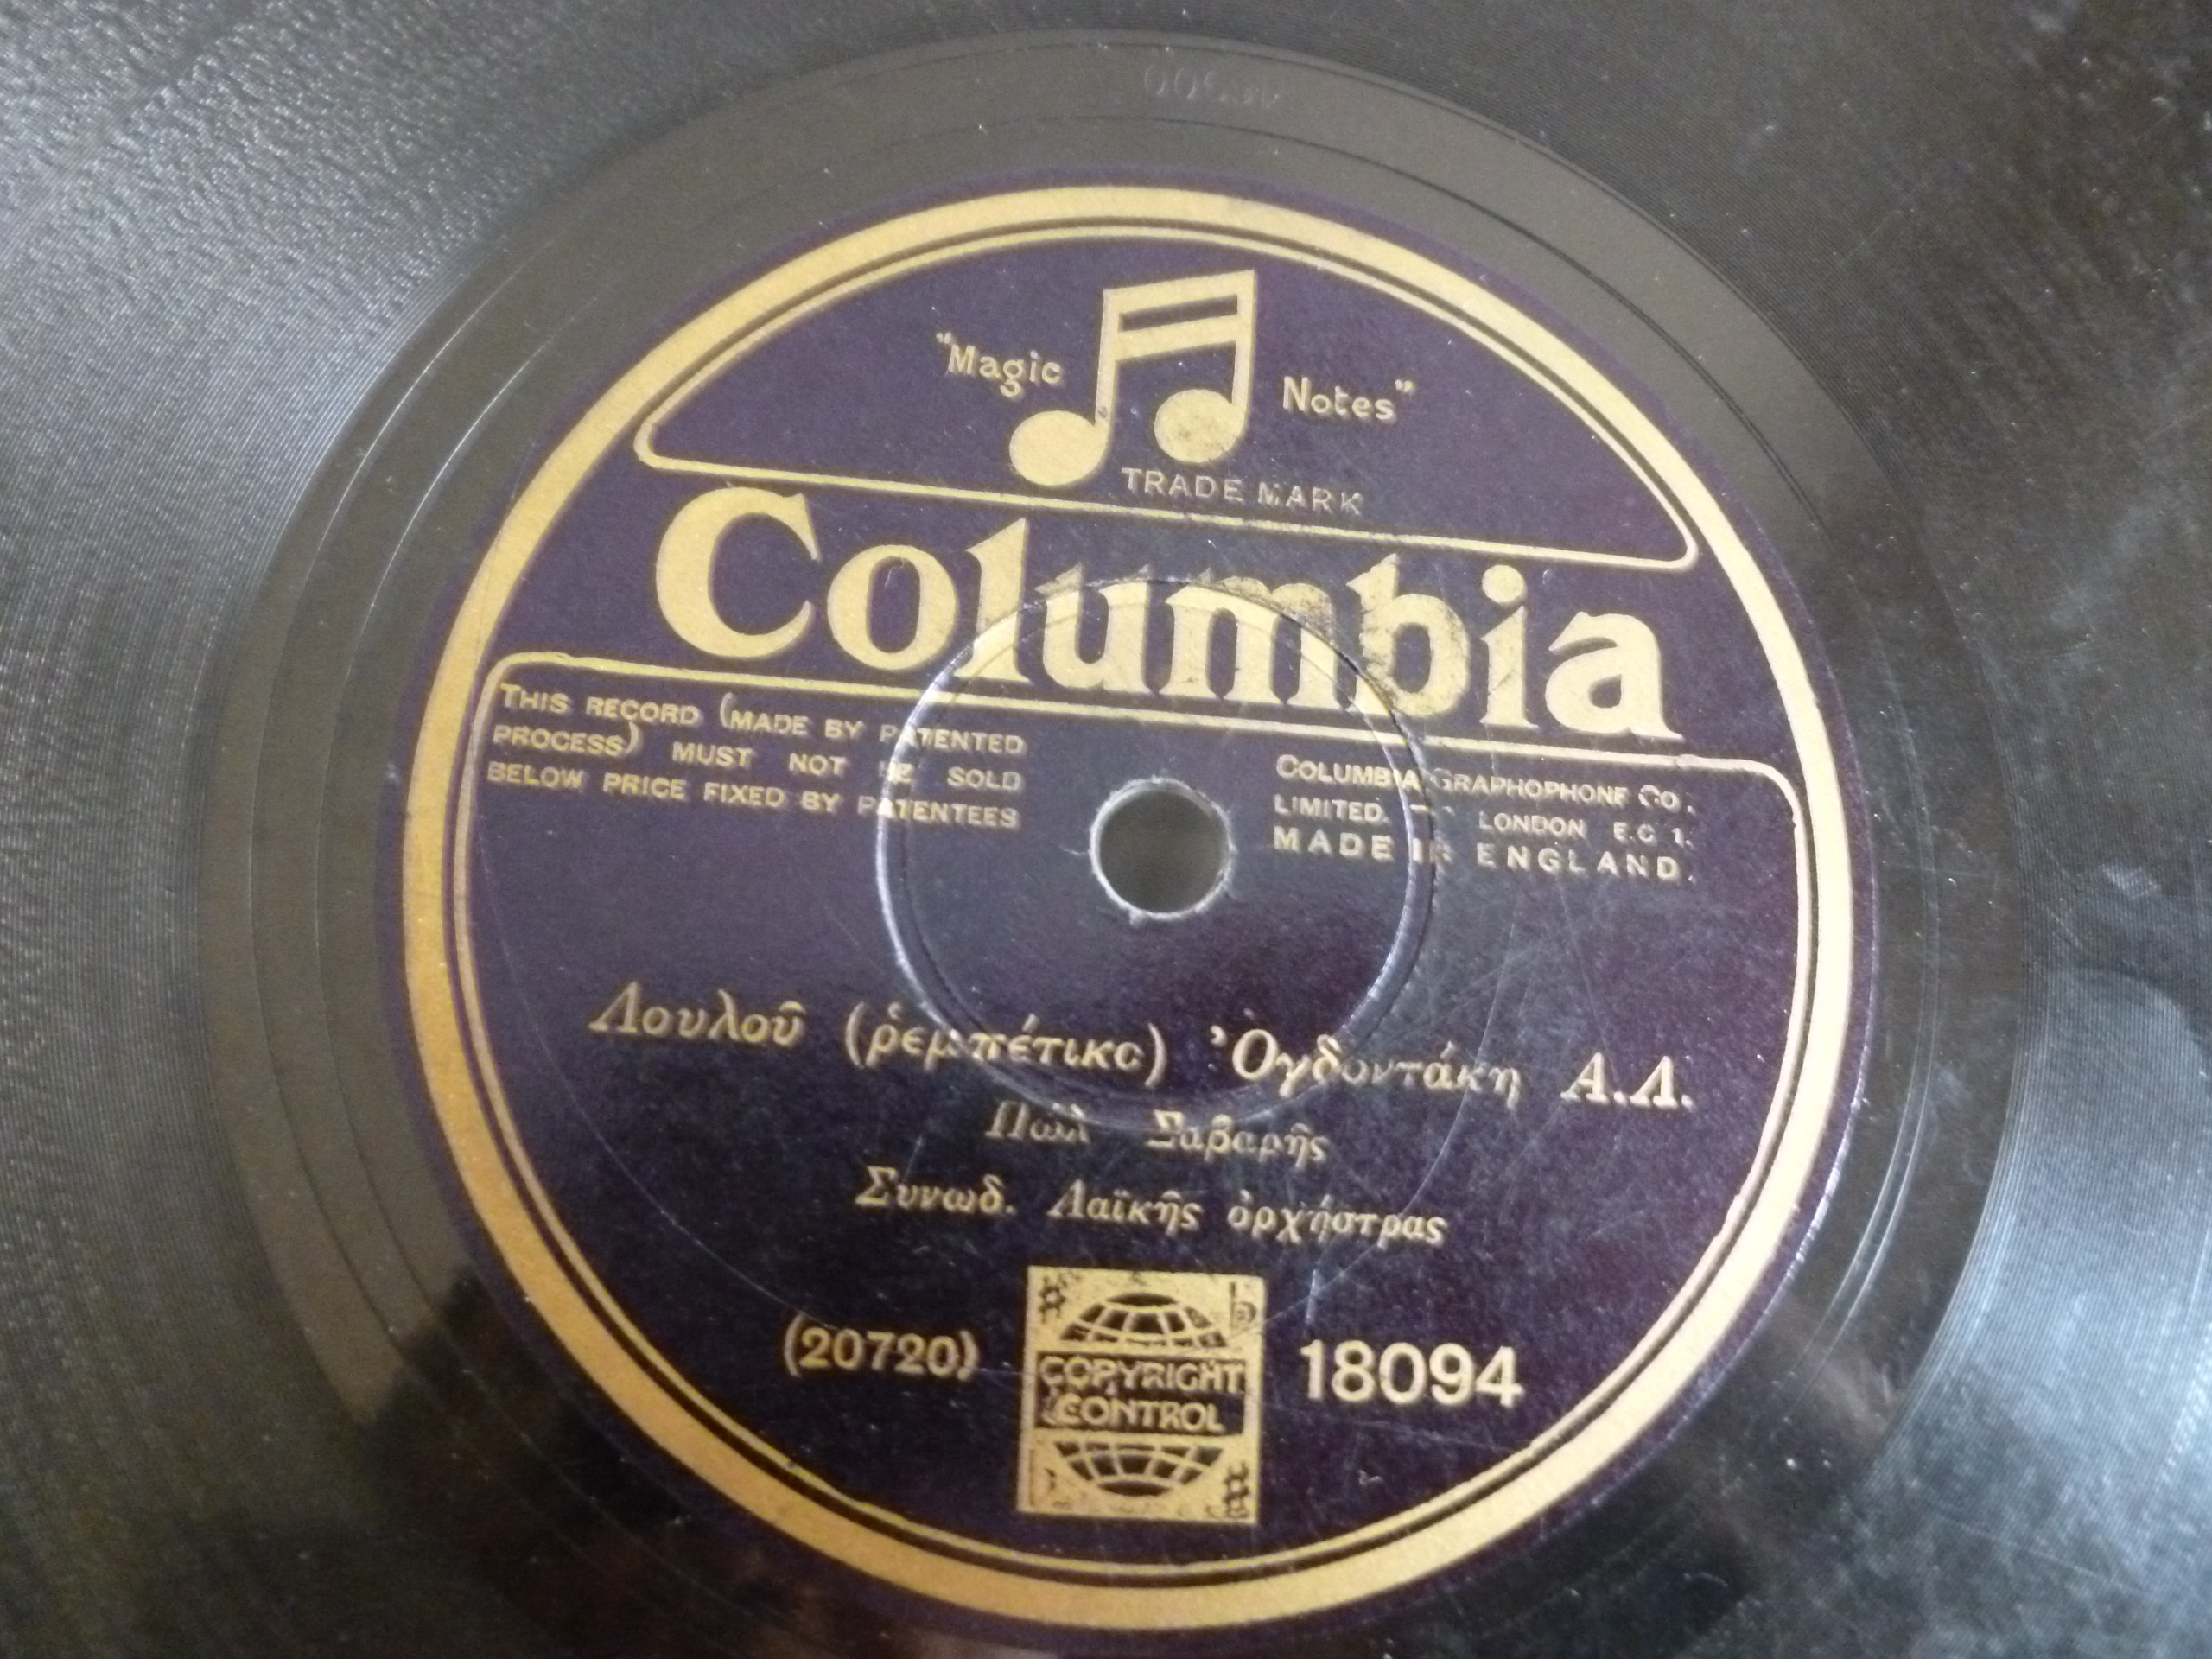 "Magic Notes"
TRADE MARK
Columbia
THIS RECORD (MADE BY PATENTED
PROCESS) MUST NOT BE SOLD
BELOW PRICE FIXED BY PATENTEES
COLUMBIA GRAPHOPHONE CO.
LIMITED. — LONDON E.C 1.
MADE IN ENGLAND.
Λουλοῦ (ῥεμπέτικο) Ὀγδοντάκη Α.Λ.
Πωλ Σαβαρῆς
Συνωδ. Λαϊκῆς ὀρχήστρας
(20720)
COPYRIGHT
CONTROL
18094